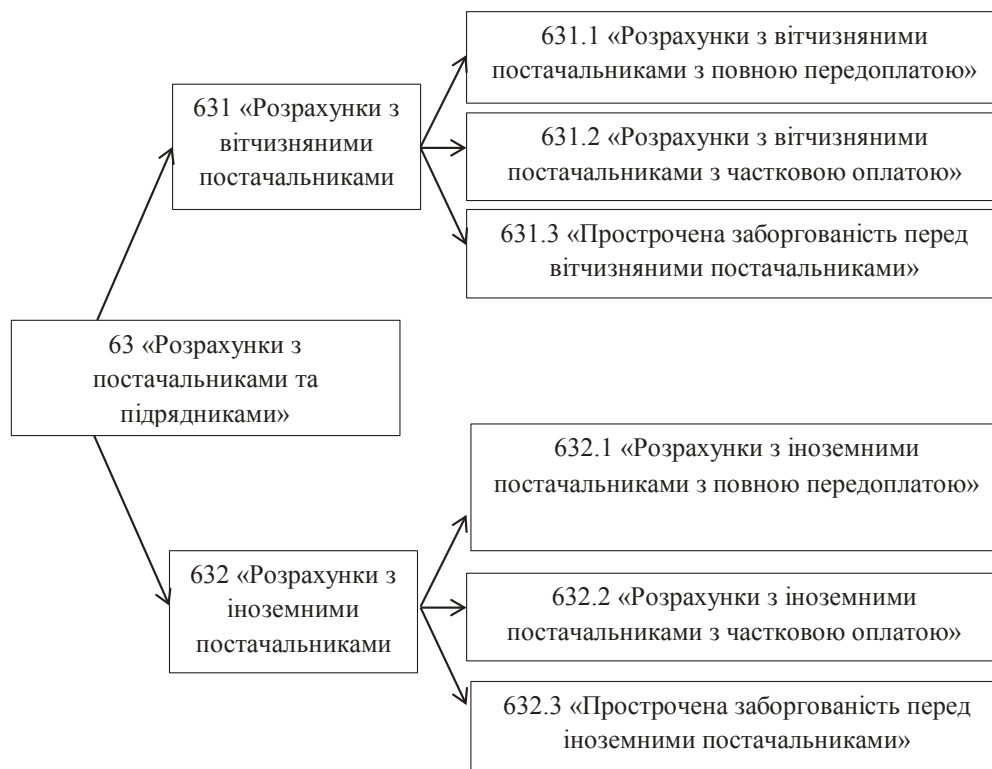 631.1 «Розрахунки з вітчизняними
постачальниками з повною передоплатою»
631 «Розрахунки з
вітчизняними
постачальниками
631.2 «Розрахунки з вітчизняними
постачальниками з частковою оплатою»
631.3 «Прострочена заборгованість перед
вітчизняними постачальниками»
63 «Розрахунки з
постачальниками та
підрядниками»
632.1 «Розрахунки з іноземними
постачальниками з повною передоплатою»
632 «Розрахунки з
іноземними
постачальниками
632.2 «Розрахунки з іноземними
постачальниками з частковою оплатою»
632.3 «Прострочена заборгованість перед
іноземними постачальниками»